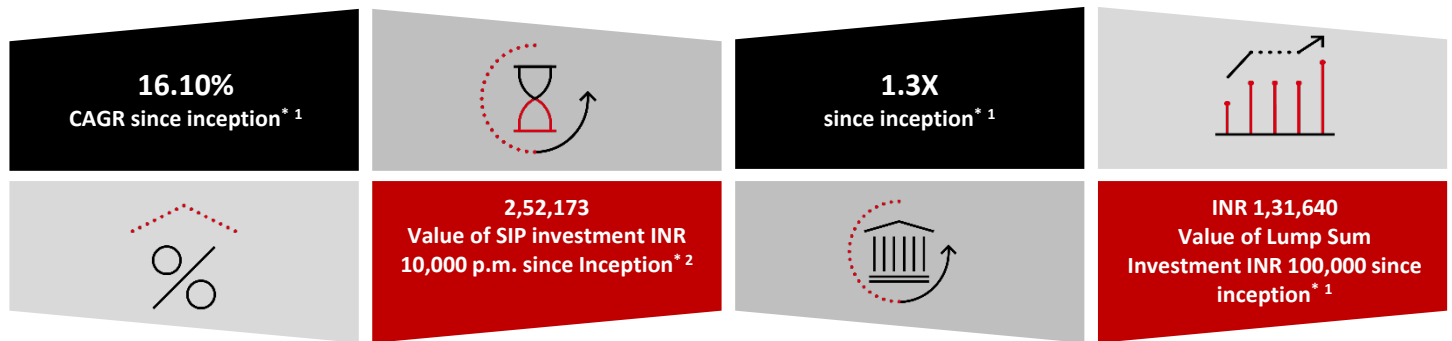 16.10%
CAGR since inception* 1
1.3X
since inception* 1
2,52,173
Value of SIP investment INR
10,000 p.m. since Inception* 2
INR 1,31,640
Value of Lump Sum
Investment INR 100,000 since
inception* 1